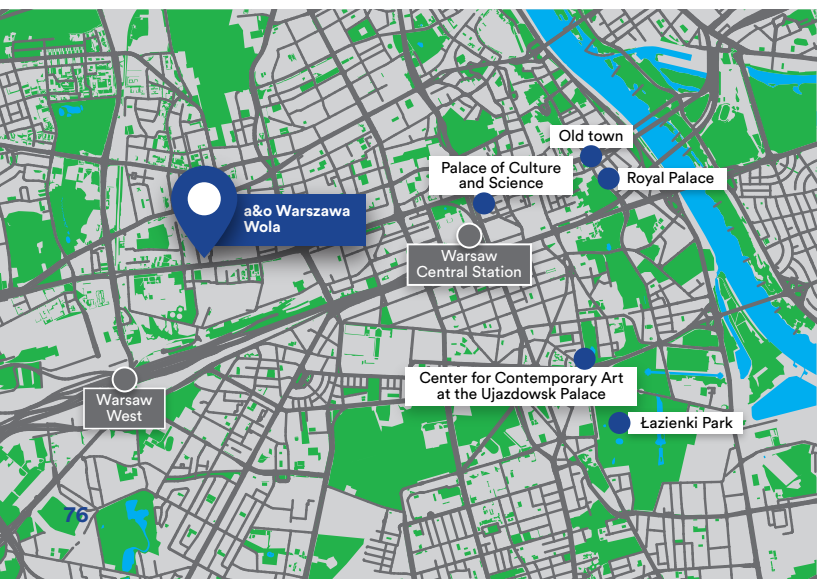 Old town
Palace of Culture
and Science
Royal Palace
a&o Warszawa
Wola
Warsaw
Central Station
Center for Contemporary Art
at the Ujazdowsk Palace
Warsaw
West
Łazienki Park
76